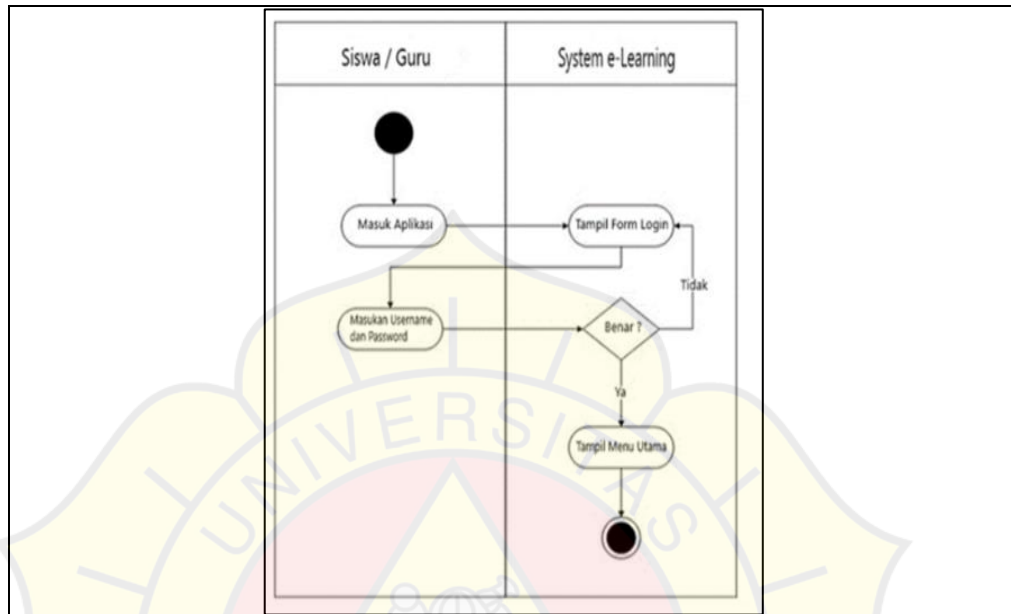 Siswa / Guru
System e-Learning
Masuk Aplikasi
Tampil Form Login
Tidak
Masukan Username
dan Password
Benar ?
Ya
Tampil Menu Utama
UNIVERSITAS